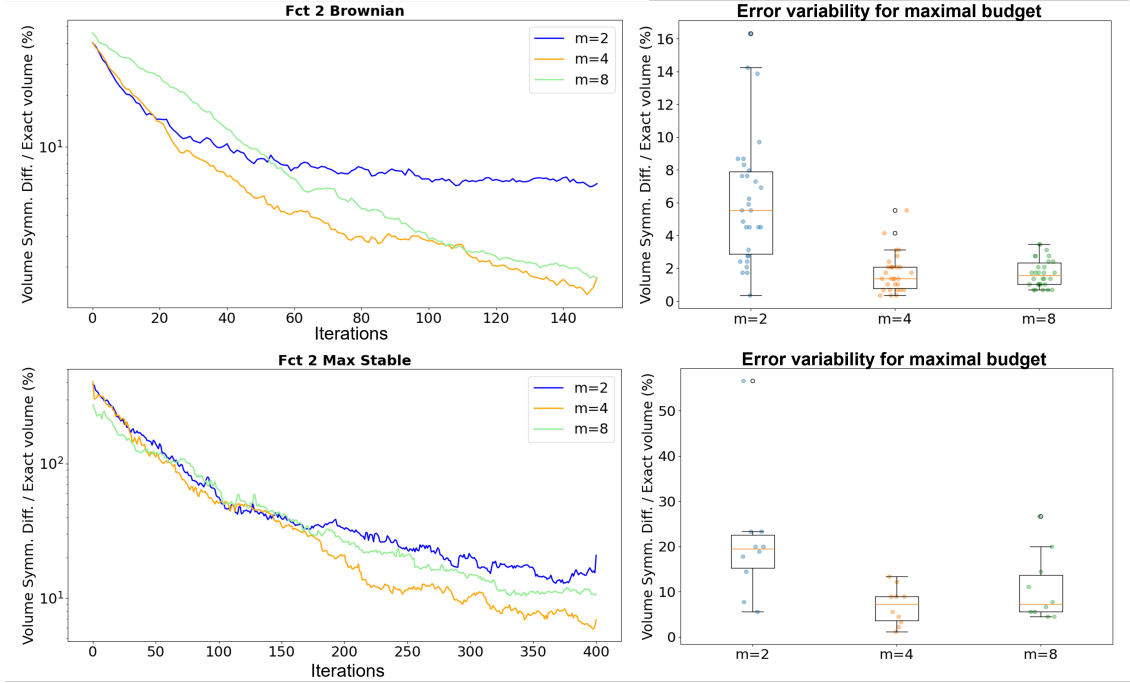 Fct 2 Brownian
Volume Symm. Diff. / Exact volume (%)
10¹
m=2
m=4
m=8
0 20 40 60 80 100 120 140
Iterations
Error variability for maximal budget
Volume Symm. Diff. / Exact volume (%)
16
14
12
10
8
6
4
2
0
m=2 m=4 m=8
Fct 2 Max Stable
Volume Symm. Diff. / Exact volume (%)
10²
10¹
m=2
m=4
m=8
0 50 100 150 200 250 300 350 400
Iterations
Error variability for maximal budget
Volume Symm. Diff. / Exact volume (%)
50
40
30
20
10
0
m=2 m=4 m=8